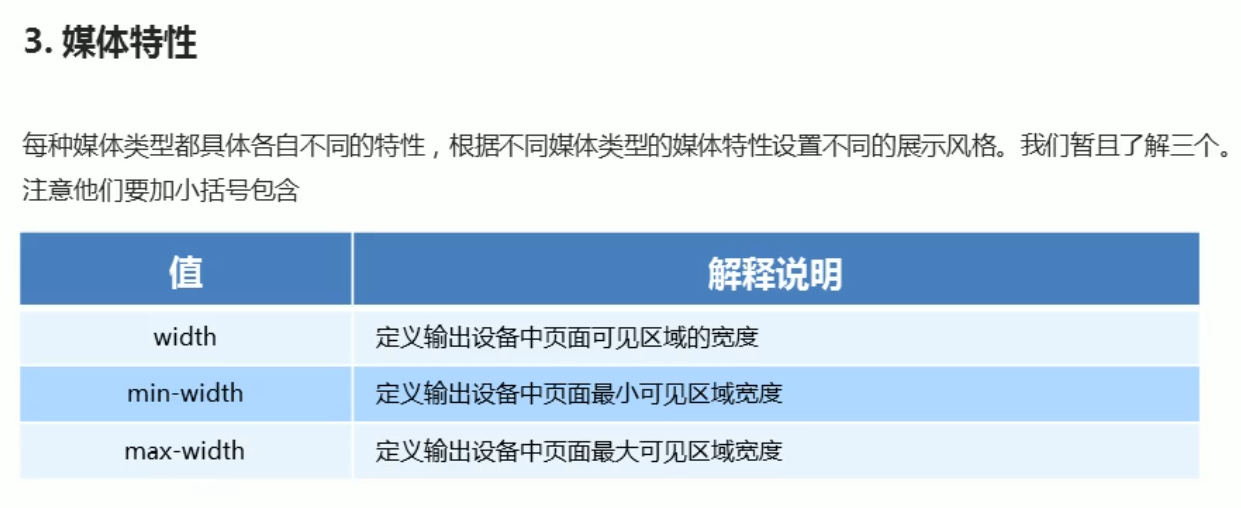 3. 媒体特性
每种媒体类型都具体各自不同的特性，根据不同媒体类型的媒体特性设置不同的展示风格。我们暂且了解三个。
注意他们要加小括号包含
值 解释说明
width 定义输出设备中页面可见区域的宽度
min-width 定义输出设备中页面最小可见区域宽度
max-width 定义输出设备中页面最大可见区域宽度